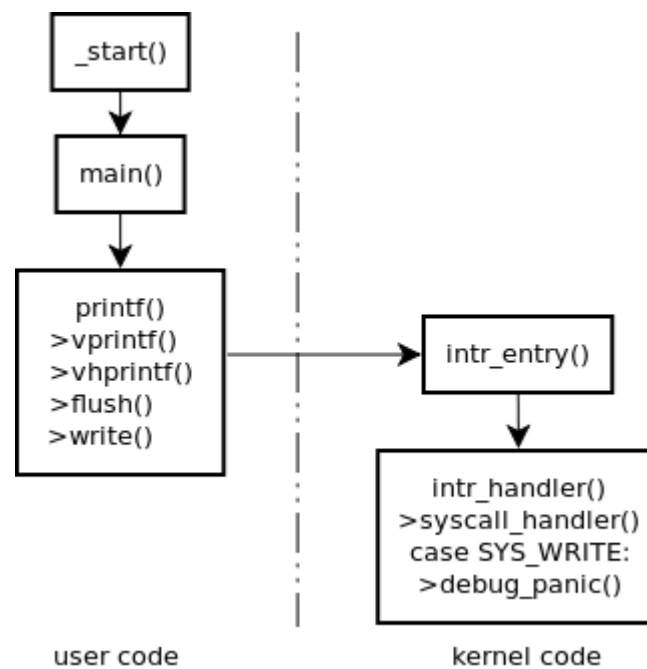 _start()
main()
printf()
>vprintf()
>vhprintf()
>flush()
>write()
intr_entry()
intr_handler()
>syscall_handler()
case SYS_WRITE:
>debug_panic()
user code
kernel code